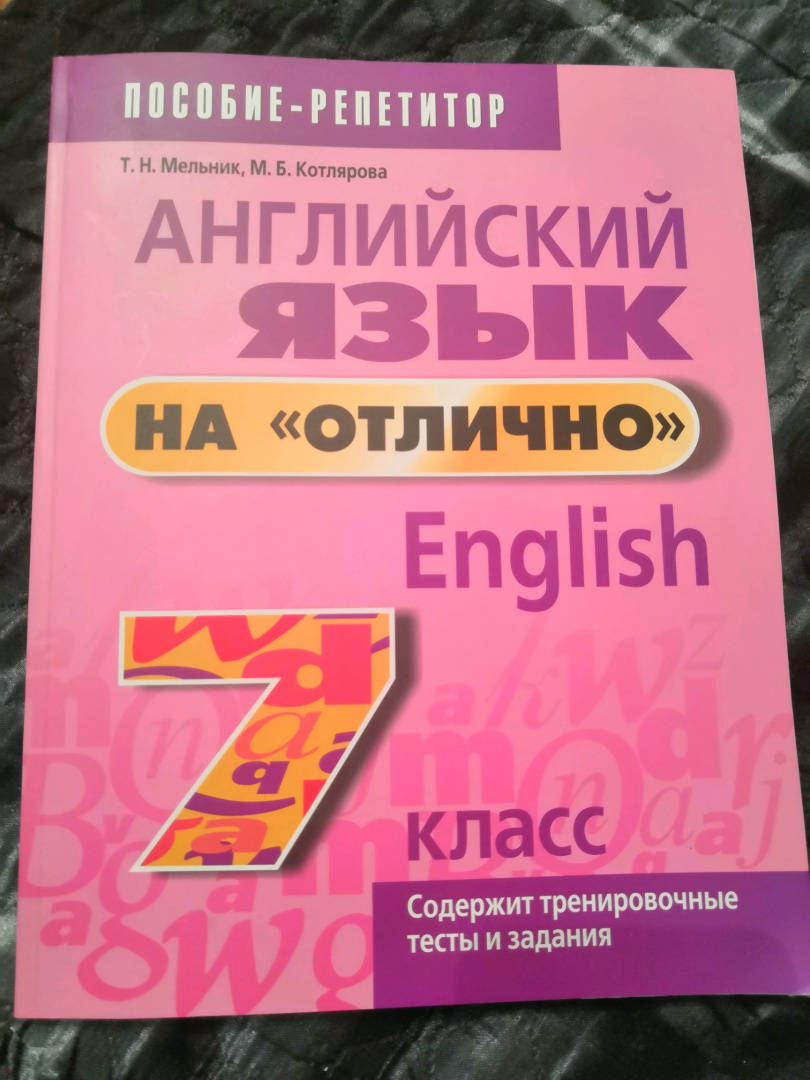 ПОСОБИЕ-РЕПЕТИТОР
Т. Н. Мельник, М. Б. Котлярова
АНГЛИЙСКИЙ
ЯЗЫК
НА «ОТЛИЧНО»
English
7
класс
Содержит тренировочные
тесты и задания